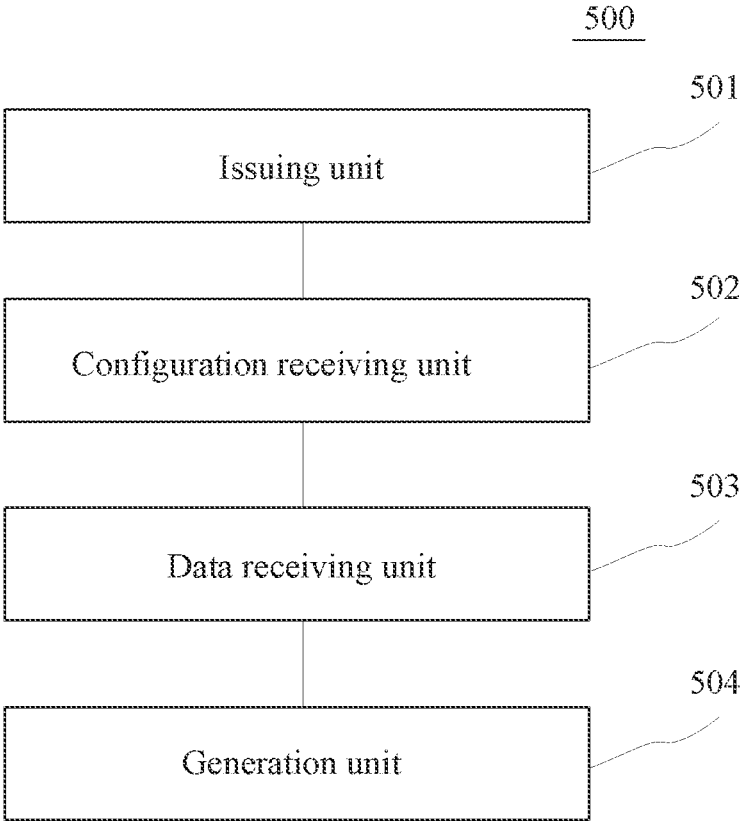 500
501
Issuing unit
502
Configuration receiving unit
503
Data receiving unit
504
Generation unit